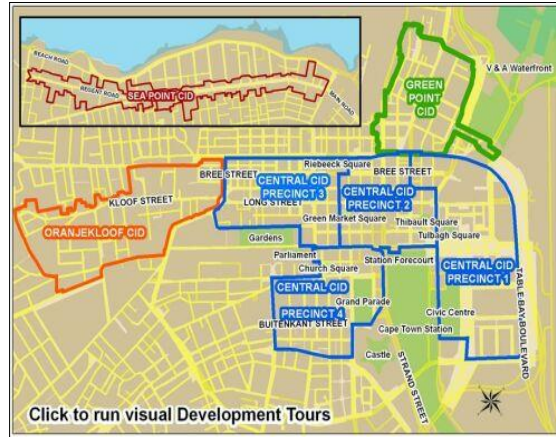 BEACH ROAD
REGENT ROAD
SEA POINT CID
MAIN ROAD
V & A Waterfront
GREEN
POINT
CID
Riebeeck Square
BREE STREET
BREE STREET
CENTRAL CID
PRECINCT 3
CENTRAL CID
PRECINCT 2
KLOOF STREET
LONG STREET
Green Market Square
Thibault Square
ORANJEKLOOF CID
Gardens
Tulbagh Square
Parliament
Station Forecourt
Church Square
CENTRAL CID
PRECINCT 1
CENTRAL CID
PRECINCT 4
Grand Parade
BUITENKANT STREET
Civic Centre
Cape Town Station
TABLE BAY BOULEVARD
Castle
STRAND STREET
Click to run visual Development Tours